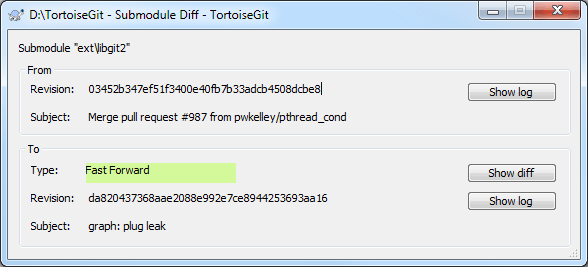 D:\TortoiseGit - Submodule Diff - TortoiseGit
Submodule "ext\libgit2"
From
Revision: 03452b347ef51f3400e40fb7b33adcb4508dcbe8 Show log
Subject: Merge pull request #987 from pwkelley/pthread_cond
To
Type: Fast Forward Show diff
Revision: da820437368aae2088e992e7ce8944253693aa16 Show log
Subject: graph: plug leak